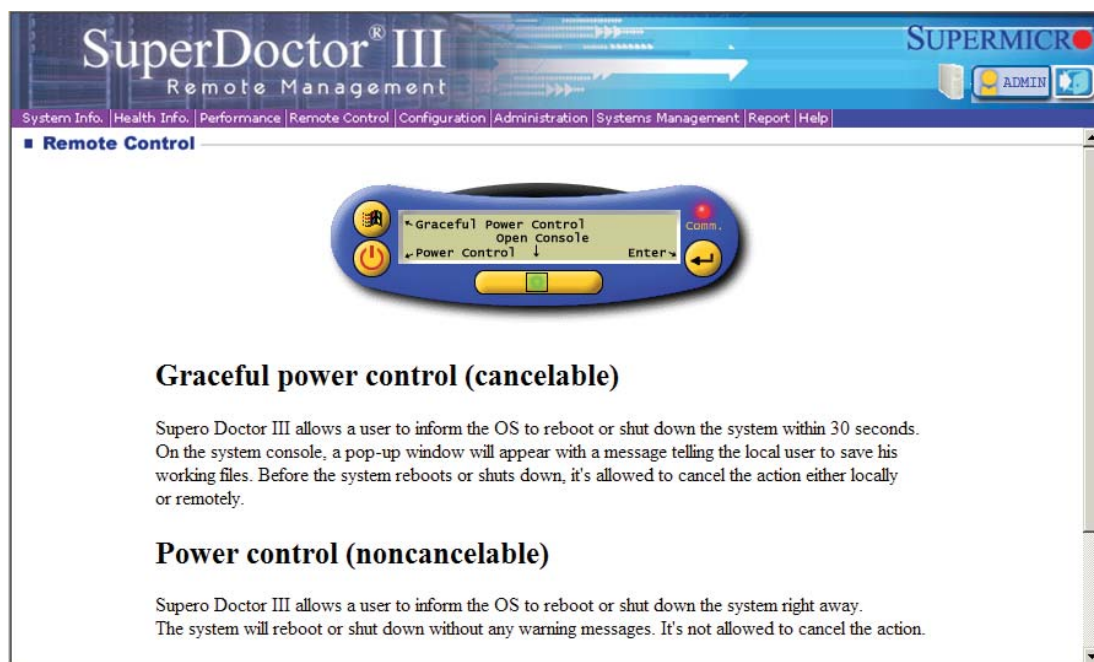 SuperDoctor® III
Remote Management
SUPERMICR
ADMIN
System Info. Health Info. Performance Remote Control Configuration Administration Systems Management Report Help
Remote Control
Graceful Power Control
Open Console
Power Control
Enter
Comm.
Graceful power control (cancelable)
Supero Doctor III allows a user to inform the OS to reboot or shut down the system within 30 seconds.
On the system console, a pop-up window will appear with a message telling the local user to save his
working files. Before the system reboots or shuts down, it's allowed to cancel the action either locally
or remotely.
Power control (noncancelable)
Supero Doctor III allows a user to inform the OS to reboot or shut down the system right away.
The system will reboot or shut down without any warning messages. It's not allowed to cancel the action.